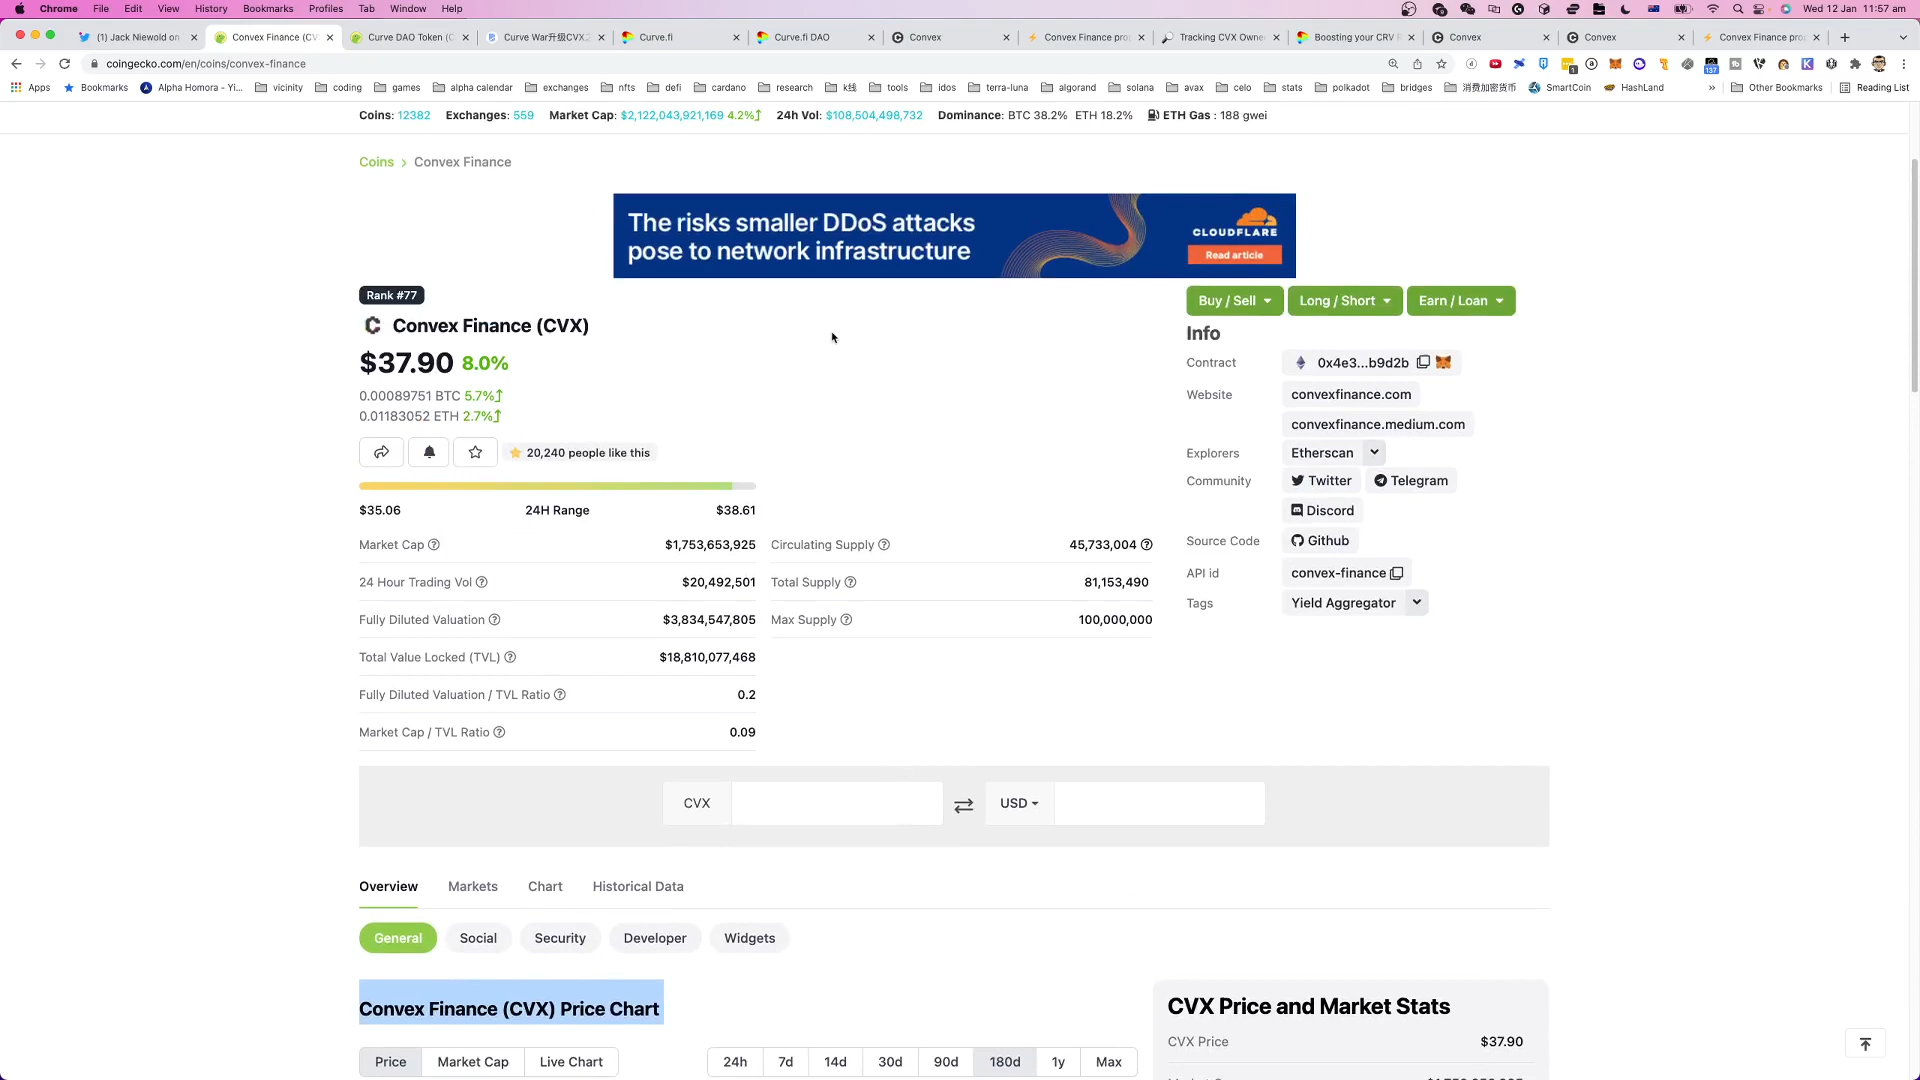 Chrome File Edit View History Bookmarks Profiles Tab Window Help Wed 12 Jan 11:57 am
(1) Jack Niewold on Convex Finance (CV Curve DAO Token (C Curve War升级CVX Curve.fi Curve.fi DAO Convex Convex Finance pro Tracking CVX Owne Boosting your CRV Convex Convex Convex Finance pro
coingecko.com/en/coins/convex-finance
Apps Bookmarks Alpha Homora - Yi... vicinity coding games alpha calendar exchanges nfts defi cardano research k线 tools idos terra-luna algorand solana avax celo stats polkadot bridges 消费加密货币 SmartCoin HashLand » Other Bookmarks Reading List
Coins: 12382 Exchanges: 559 Market Cap: $2,122,043,921,169 4.2% 24h Vol: $108,504,498,732 Dominance: BTC 38.2% ETH 18.2% ETH Gas : 188 gwei
Coins › Convex Finance
The risks smaller DDoS attacks
pose to network infrastructure
CLOUDFLARE
Read article
Rank #77
Convex Finance (CVX)
$37.90 8.0%
0.00089751 BTC 5.7%
0.01183052 ETH 2.7%
20,240 people like this
$35.06 24H Range $38.61
Market Cap $1,753,653,925
24 Hour Trading Vol $20,492,501
Fully Diluted Valuation $3,834,547,805
Total Value Locked (TVL) $18,810,077,468
Fully Diluted Valuation / TVL Ratio 0.2
Market Cap / TVL Ratio 0.09
Circulating Supply 45,733,004
Total Supply 81,153,490
Max Supply 100,000,000
Buy / Sell Long / Short Earn / Loan
Info
Contract 0x4e3...b9d2b
Website convexfinance.com
convexfinance.medium.com
Explorers Etherscan
Community Twitter Telegram
Discord
Source Code Github
API id convex-finance
Tags Yield Aggregator
CVX USD
Overview Markets Chart Historical Data
General Social Security Developer Widgets
Convex Finance (CVX) Price Chart
Price Market Cap Live Chart 24h 7d 14d 30d 90d 180d 1y Max
CVX Price and Market Stats
CVX Price $37.90